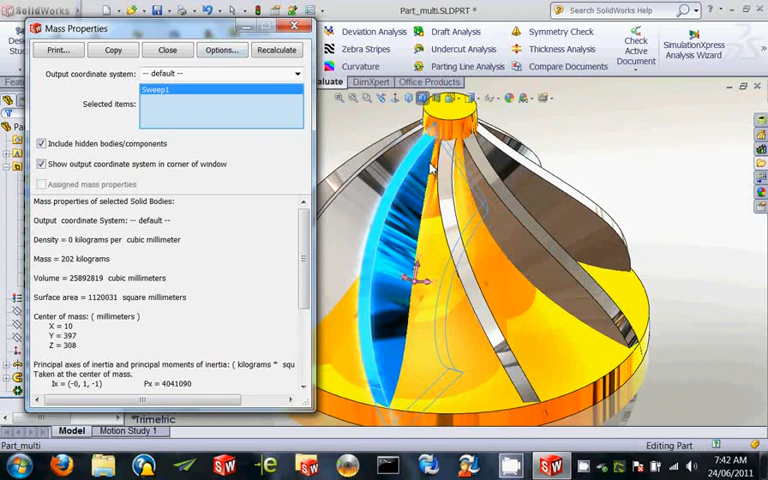 SolidWorks
Part_multi.SLDPRT *
Search SolidWorks Help
Mass Properties
Print...
Copy
Close
Options...
Recalculate
Output coordinate system:
-- default --
Selected items:
Sweep1
Include hidden bodies/components
Show output coordinate system in corner of window
Assigned mass properties
Mass properties of selected Solid Bodies:
Output coordinate System: -- default --
Density = 0 kilograms per cubic millimeter
Mass = 202 kilograms
Volume = 25892819 cubic millimeters
Surface area = 1120031 square millimeters
Center of mass: ( millimeters )
X = 10
Y = 397
Z = 308
Principal axes of inertia and principal moments of inertia: ( kilograms * squ
Taken at the center of mass.
Ix = (-0, 1, -1)
Px = 4041090
Deviation Analysis
Draft Analysis
Symmetry Check
Zebra Stripes
Undercut Analysis
Thickness Analysis
Curvature
Parting Line Analysis
Compare Documents
Check
Active
Document
SimulationXpress
Analysis Wizard
DimXpert
Office Products
*Trimetric
Model
Motion Study 1
Part_multi
Editing Part
7:42 AM
24/06/2011